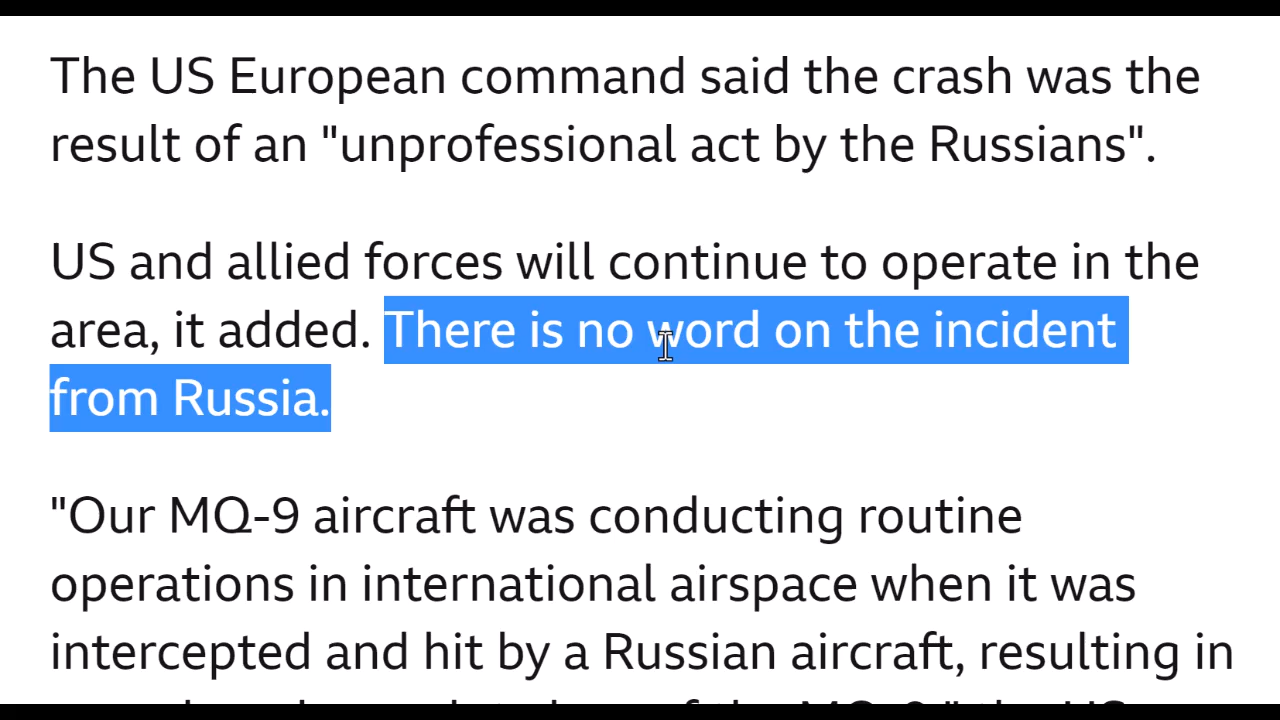 The US European command said the crash was the
result of an "unprofessional act by the Russians".
US and allied forces will continue to operate in the
area, it added. There is no word on the incident
from Russia.
"Our MQ-9 aircraft was conducting routine
operations in international airspace when it was
intercepted and hit by a Russian aircraft, resulting in